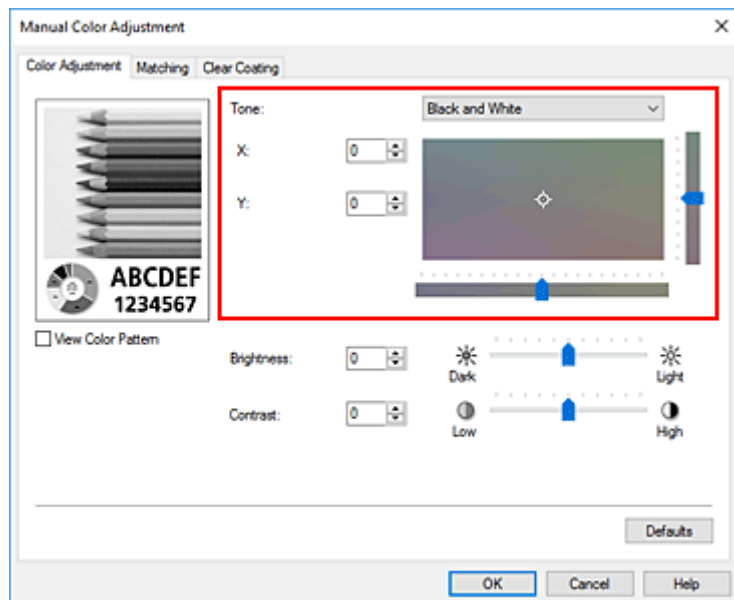 Manual Color Adjustment
Color Adjustment Matching Clear Coating
Tone: Black and White
X: 0
Y: 0
ABCDEF
1234567
View Color Pattern
Brightness: 0 Dark Light
Contrast: 0 Low High
Defaults
OK Cancel Help